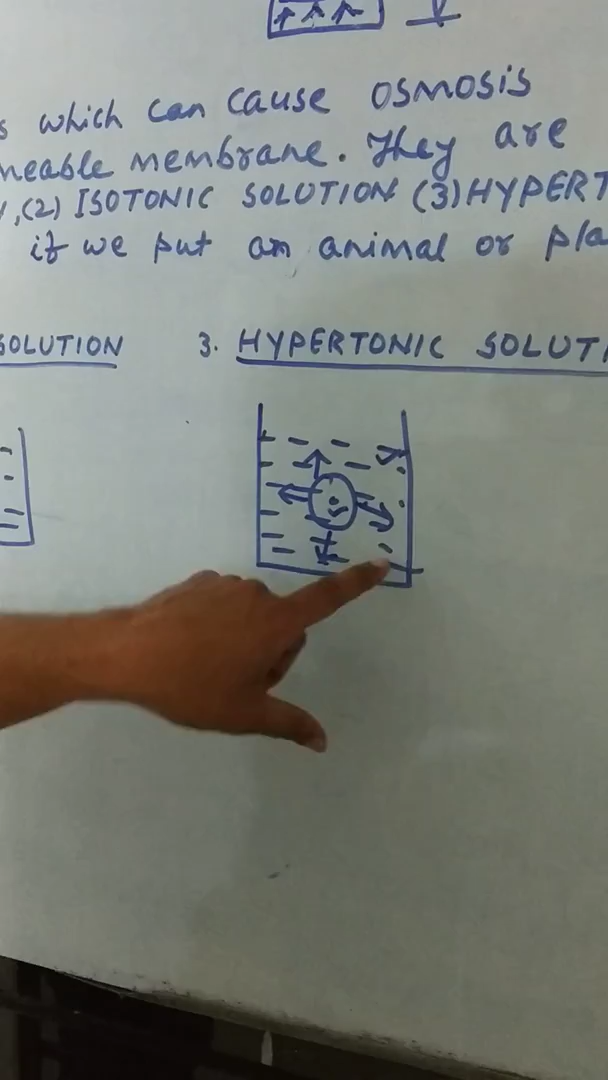 s which can cause osmosis
meable membrane. They are
,(2) ISOTONIC SOLUTION (3)HYPERT
if we put an animal or pla
SOLUTION 3. HYPERTONIC SOLUTI